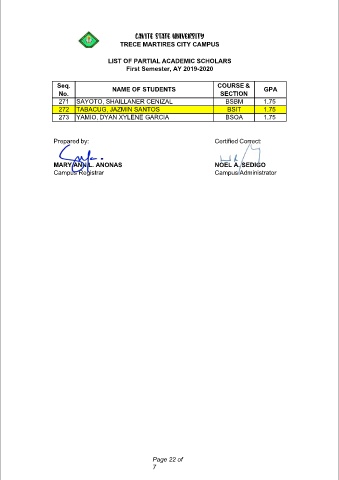 CAVITE STATE UNIVERSITY
TRECE MARTIRES CITY CAMPUS
LIST OF PARTIAL ACADEMIC SCHOLARS
First Semester, AY 2019-2020
Seq. No. NAME OF STUDENTS COURSE & SECTION GPA
271 SAYOTO, SHAILLANER CENIZAL BSBM 1.75
272 TABACUG, JAZMIN SANTOS BSIT 1.75
273 YAMIO, DYAN XYLENE GARCIA BSOA 1.75
Prepared by: Certified Correct:
MARY ANN L. ANONAS NOEL A. SEDIGO
Campus Registrar Campus Administrator
Page 22 of
7